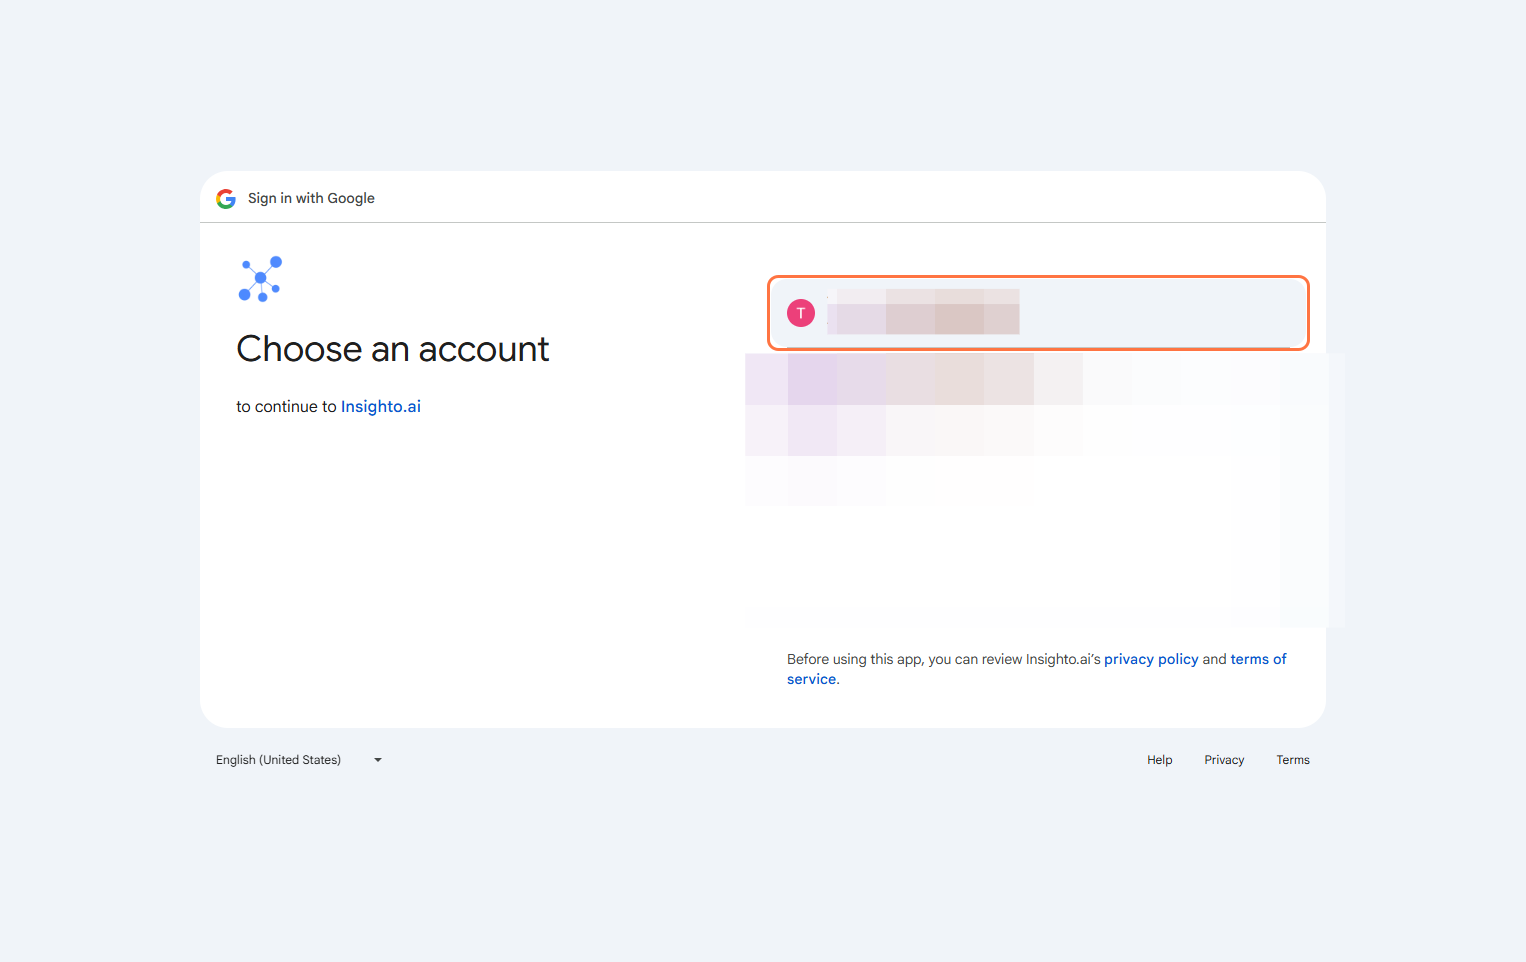 Sign in with Google
Choose an account
to continue to Insighto.ai
T
Before using this app, you can review Insighto.ai’s privacy policy and terms of
service.
English (United States)
Help
Privacy
Terms